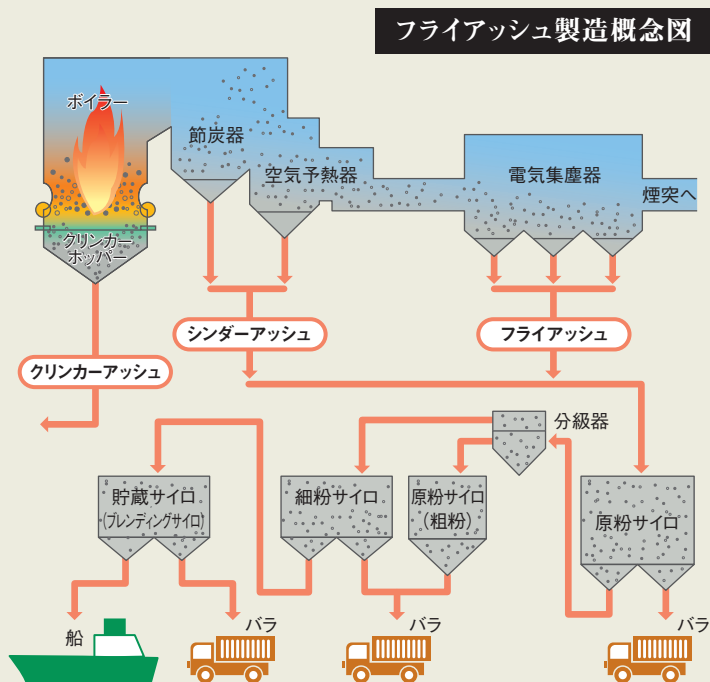 フライアッシュ製造概念図
ボイラー
節炭器
空気予熱器
電気集塵器
煙突へ
クリンカー
ホッパー
シンダーアッシュ
フライアッシュ
クリンカーアッシュ
分級器
貯蔵サイロ
(ブレンディングサイロ)
細粉サイロ
原粉サイロ
(粗粉)
原粉サイロ
船
バラ
バラ
バラ